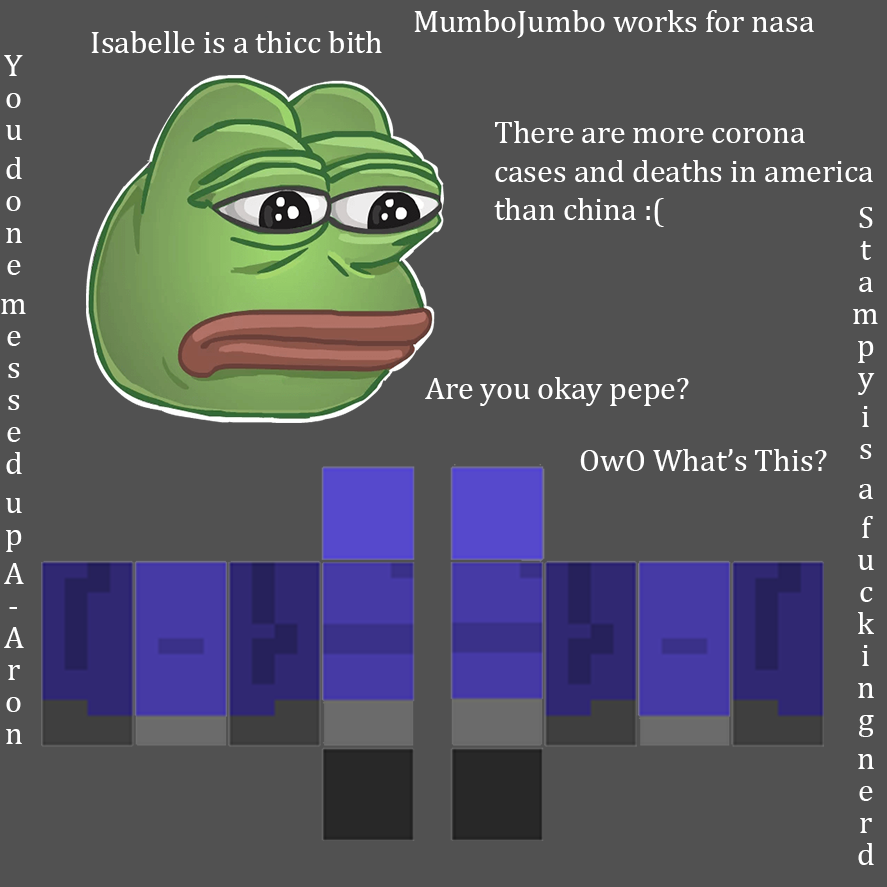 MumboJumbo works for nasa
Isabelle is a thicc bith
You done messed up A-Aron
There are more corona
cases and deaths in america
than china :(
Stampy is a fucking nerd
Are you okay pepe?
OwO What's This?